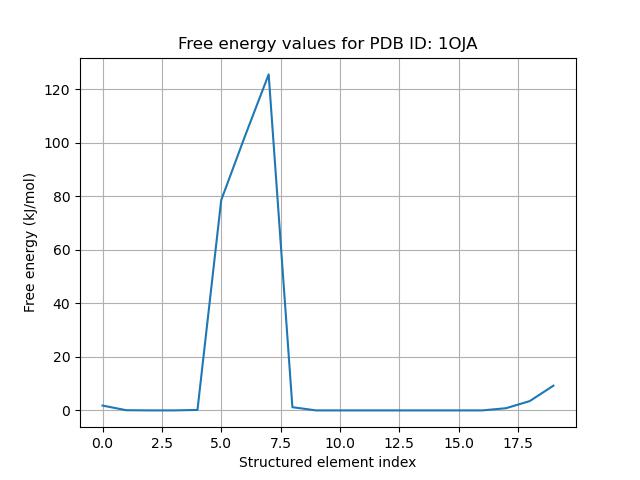 Free energy values for PDB ID: 1OJA
Free energy (kJ/mol)
120
100
80
60
40
20
0
0.0 2.5 5.0 7.5 10.0 12.5 15.0 17.5
Structured element index